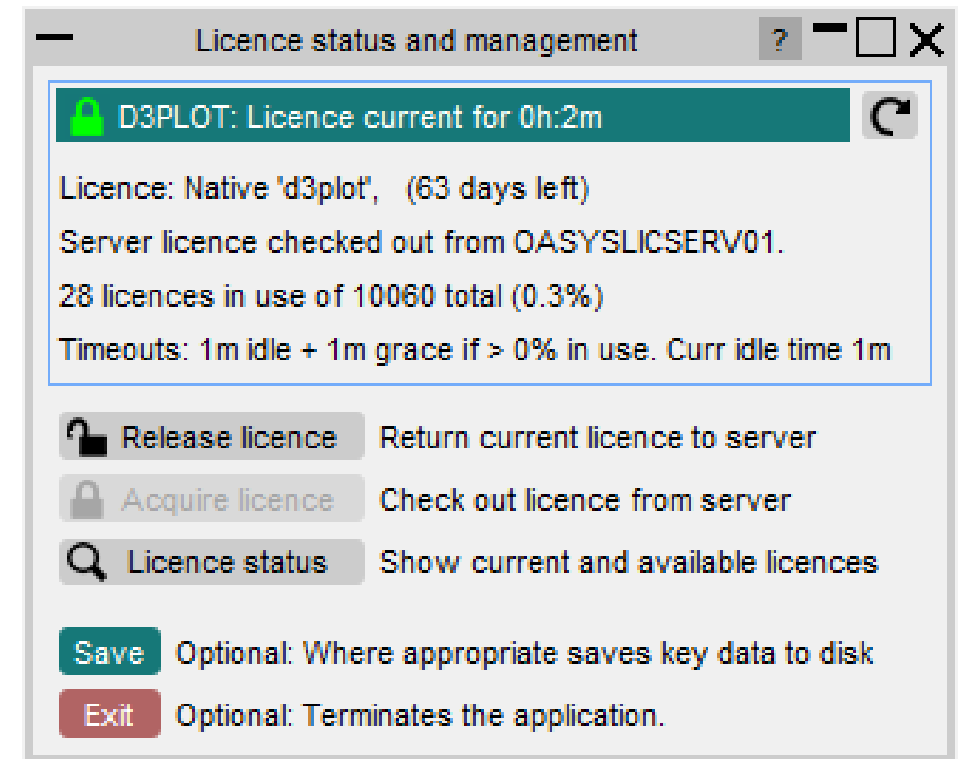 Licence status and management ?
D3PLOT: Licence current for 0h:2m
Licence: Native 'd3plot', (63 days left)
Server licence checked out from OASYSLICSERV01.
28 licences in use of 10060 total (0.3%)
Timeouts: 1m idle + 1m grace if > 0% in use. Curr idle time 1m
Release licence Return current licence to server
Acquire licence Check out licence from server
Licence status Show current and available licences
Save Optional: Where appropriate saves key data to disk
Exit Optional: Terminates the application.